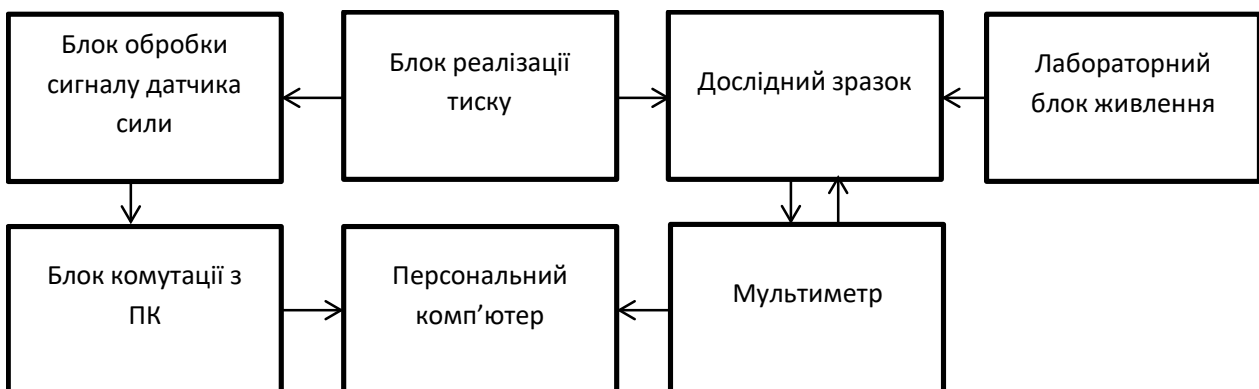 Блок обробки
сигналу датчика
сили
Блок реалізації
тиску
Дослідний зразок
Лабораторний
блок живлення
Блок комутації з
ПК
Персональний
комп’ютер
Мультиметр